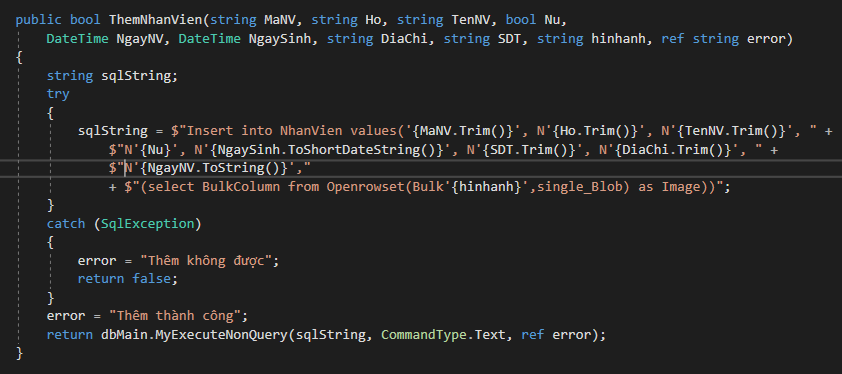 public bool ThemNhanVien(string MaNV, string Ho, string TenNV, bool Nu,
    DateTime NgayNV, DateTime NgaySinh, string DiaChi, string SDT, string hinhanh, ref string error)
{
    string sqlString;
    try
    {
        sqlString = $"Insert into NhanVien values('{MaNV.Trim()}', N'{Ho.Trim()}', N'{TenNV.Trim()}', " +
            $"N'{Nu}', N'{NgaySinh.ToShortDateString()}', N'{SDT.Trim()}', N'{DiaChi.Trim()}', " +
            $"N'{NgayNV.ToString()}',"
            + $"(select BulkColumn from Openrowset(Bulk'{hinhanh}',single_Blob) as Image))";
    }
    catch (SqlException)
    {
        error = "Thêm không được";
        return false;
    }
    error = "Thêm thành công";
    return dbMain.MyExecuteNonQuery(sqlString, CommandType.Text, ref error);
}